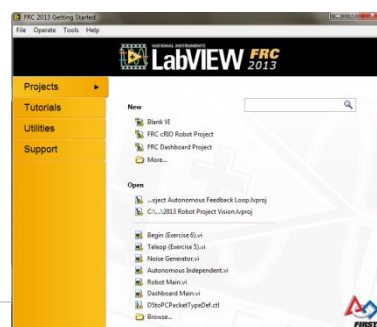 FRC 2013 Getting Started
File Operate Tools Help
NATIONAL INSTRUMENTS
LabVIEW FRC 2013
Projects
Tutorials
Utilities
Support
New
Blank VI
FRC cRIO Robot Project
FRC Dashboard Project
More...
Open
...oject Autonomous Feedback Loop.lvproj
C:\...\2013 Robot Project Vision.lvproj
Begin (Exercise 6).vi
Teleop (Exercise 5).vi
Noise Generator.vi
Autonomous Independent.vi
Robot Main.vi
Dashboard Main.vi
DStoPCPacketTypeDef.ctl
Browse...
FIRST